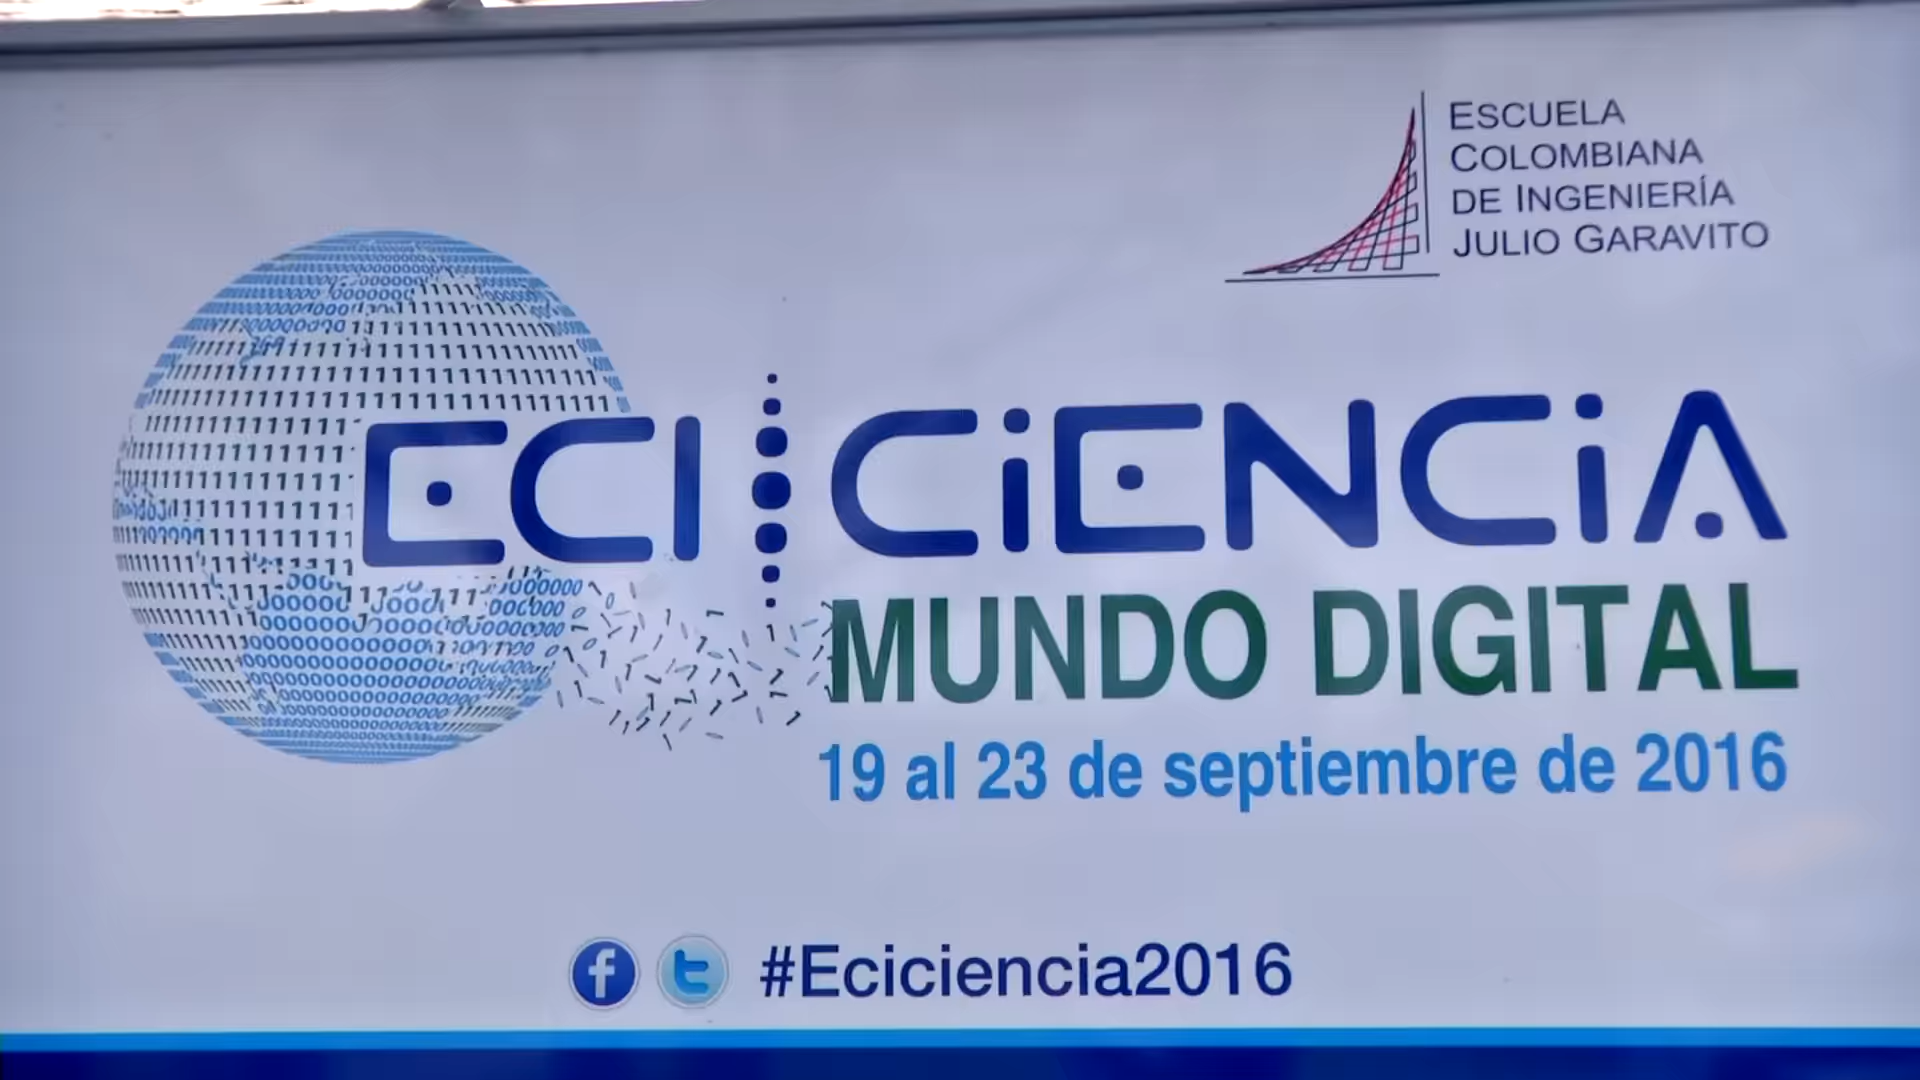 ESCUELA
COLOMBIANA
DE INGENIERÍA
JULIO GARAVITO
ECI CiENCiA
MUNDO DIGITAL
19 al 23 de septiembre de 2016
#Eciciencia2016